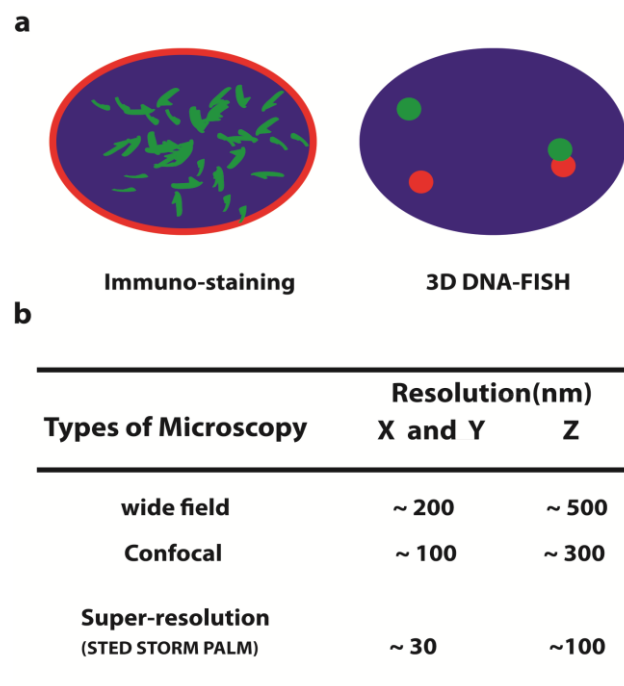 a
Immuno-staining 3D DNA-FISH
b
Resolution(nm)
Types of Microscopy X and Y Z
wide field ~ 200 ~ 500
Confocal ~ 100 ~ 300
Super-resolution
(STED STORM PALM) ~ 30 ~100